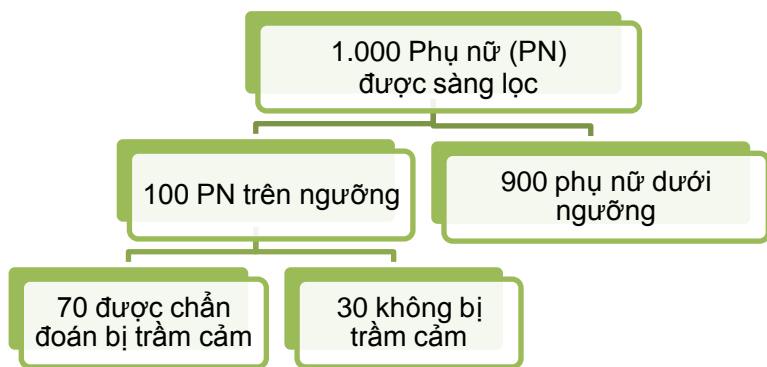 1.000 Phụ nữ (PN)
được sàng lọc
100 PN trên ngưỡng
900 phụ nữ dưới
ngưỡng
70 được chẩn
đoán bị trầm cảm
30 không bị
trầm cảm